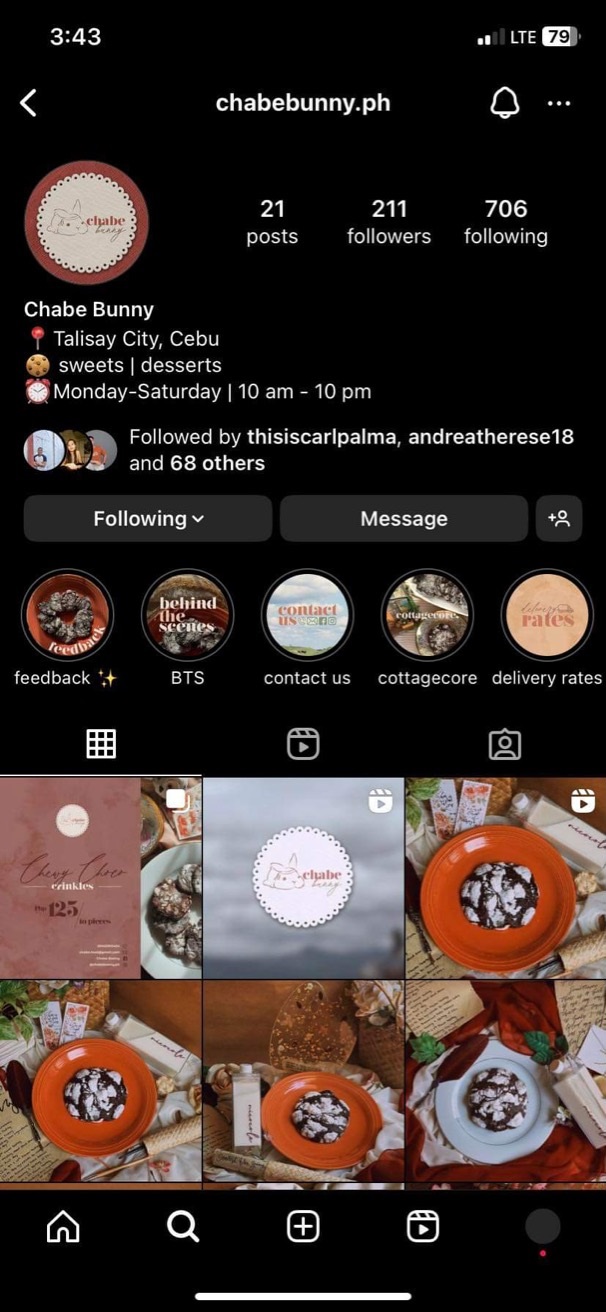 3:43
LTE 79
chabebunny.ph
chabe
bunny
21
posts
211
followers
706
following
Chabe Bunny
Talisay City, Cebu
sweets | desserts
Monday-Saturday | 10 am - 10 pm
Followed by thisiscarlpalma, andreatherese18
and 68 others
Following
Message
feedback
behind
the
scenes
contact
us
cottagecore.
delivery
rates
feedback ✨
BTS
contact us
cottagecore
delivery rates
Chewy Choco
crinkles
Php 125
10 pieces
chabe
bunny